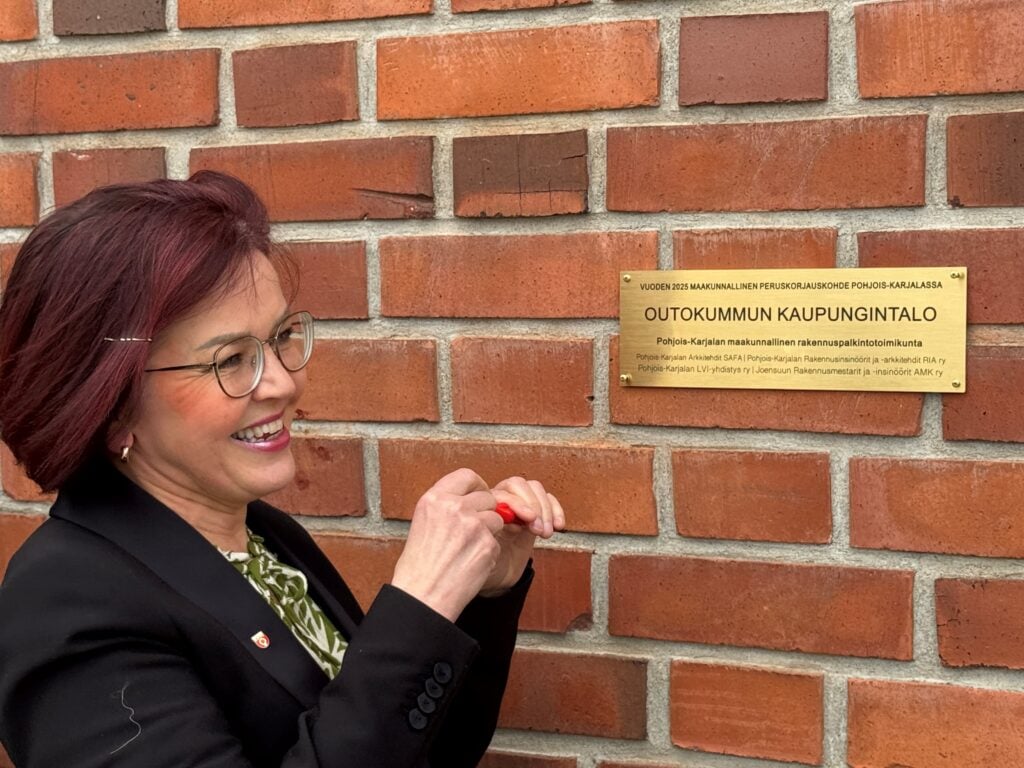 VUODEN 2025 MAAKUNNALLINEN PERUSKORJAUSKOHDE POHJOIS-KARJALASSA
OUTOKUMMUN KAUPUNGINTALO
Pohjois-Karjalan maakunnallinen rakennuspalkintotoimikunta
Pohjois-Karjalan Arkkitehdit SAFA | Pohjois-Karjalan Rakennusinsinöörit ja -arkkitehdit RIA ry
Pohjois-Karjalan LVI-yhdistys ry | Joensuun Rakennusmestarit ja -insinöörit AMK ry